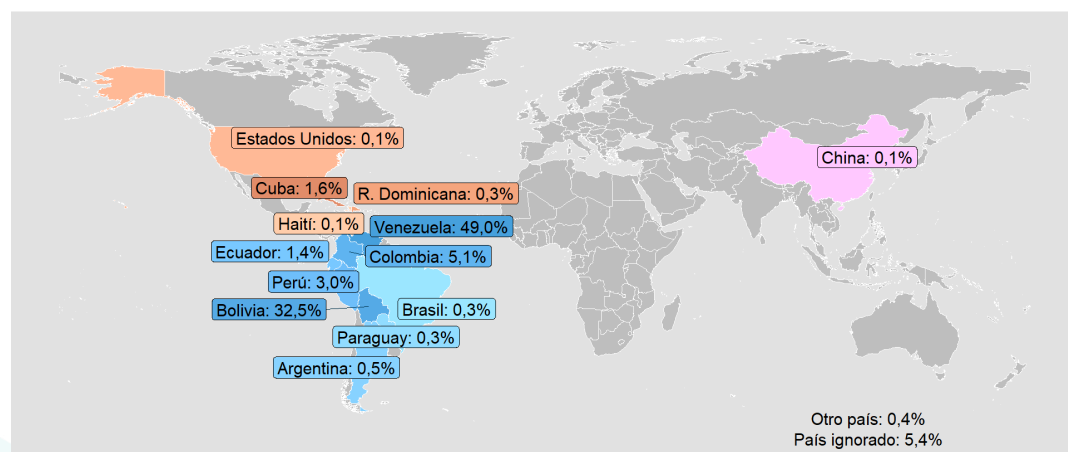 Estados Unidos: 0,1%
China: 0,1%
Cuba: 1,6%
R. Dominicana: 0,3%
Haití: 0,1%
Venezuela: 49,0%
Ecuador: 1,4%
Colombia: 5,1%
Perú: 3,0%
Bolivia: 32,5%
Brasil: 0,3%
Paraguay: 0,3%
Argentina: 0,5%
Otro país: 0,4%
País ignorado: 5,4%